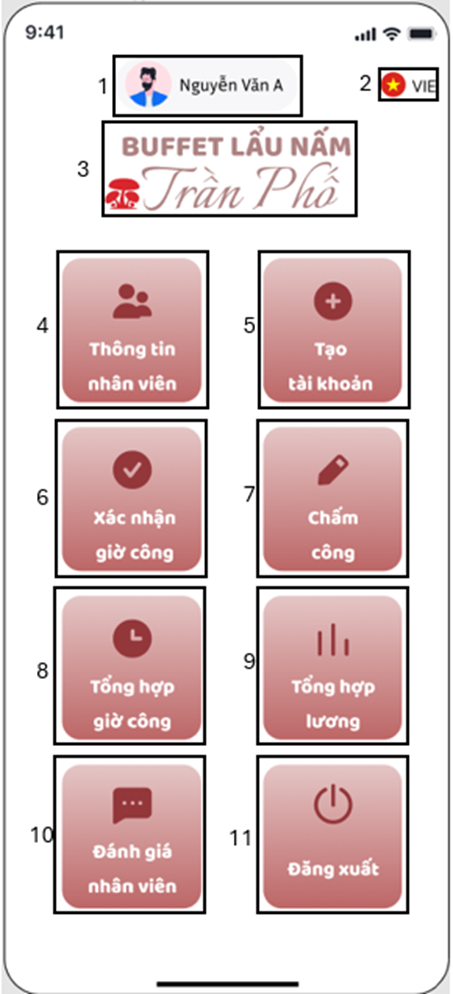 9:41
1
Nguyễn Văn A
2
VIE
3
BUFFET LẨU NẤM
Trần Phố
4
Thông tin
nhân viên
5
Tạo
tài khoản
6
Xác nhận
giờ công
7
Chấm
công
8
Tổng hợp
giờ công
9
Tổng hợp
lương
10
Đánh giá
nhân viên
11
Đăng xuất